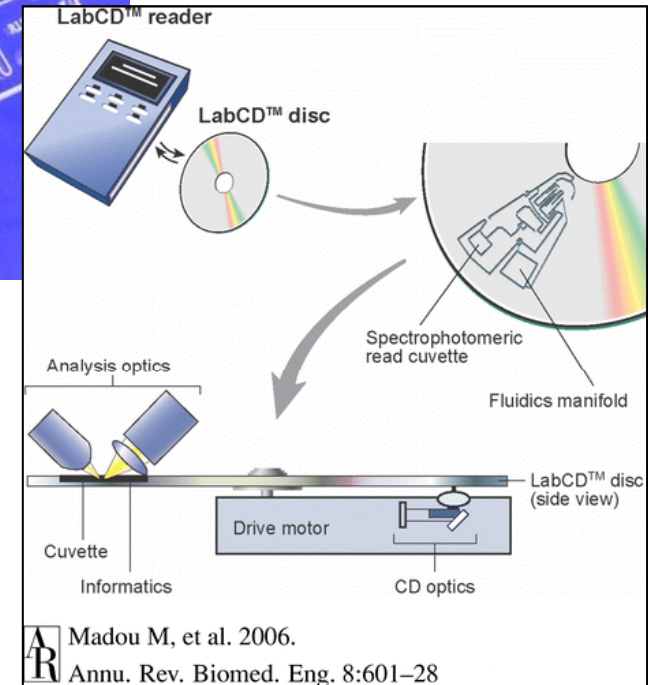 LabCD™ reader
LabCD™ disc
Spectrophotomeric
read cuvette
Fluidics manifold
Analysis optics
LabCD™ disc
(side view)
Drive motor
Cuvette
Informatics
CD optics
AR
Madou M, et al. 2006.
Annu. Rev. Biomed. Eng. 8:601–28